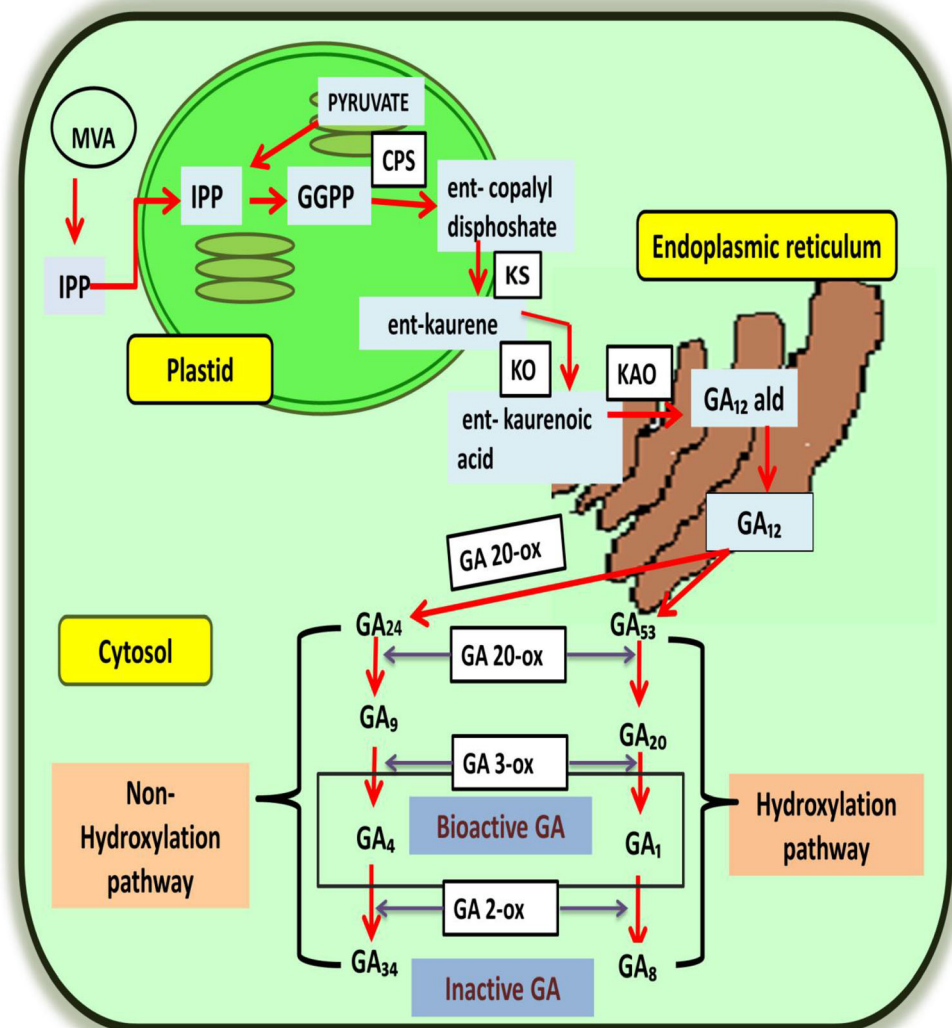 PYRUVATE
MVA
CPS
IPP
GGPP
ent- copalyl
disphoshate
Endoplasmic reticulum
IPP
KS
ent-kaurene
Plastid
KO
KAO
GA₁₂ ald
ent- kaurenoic
acid
GA₁₂
GA 20-ox
GA₂₄
GA₅₃
Cytosol
GA 20-ox
GA₉
GA₂₀
GA 3-ox
Non-
Hydroxylation
pathway
Bioactive GA
Hydroxylation
pathway
GA₄
GA₁
GA 2-ox
GA₃₄
GA₈
Inactive GA